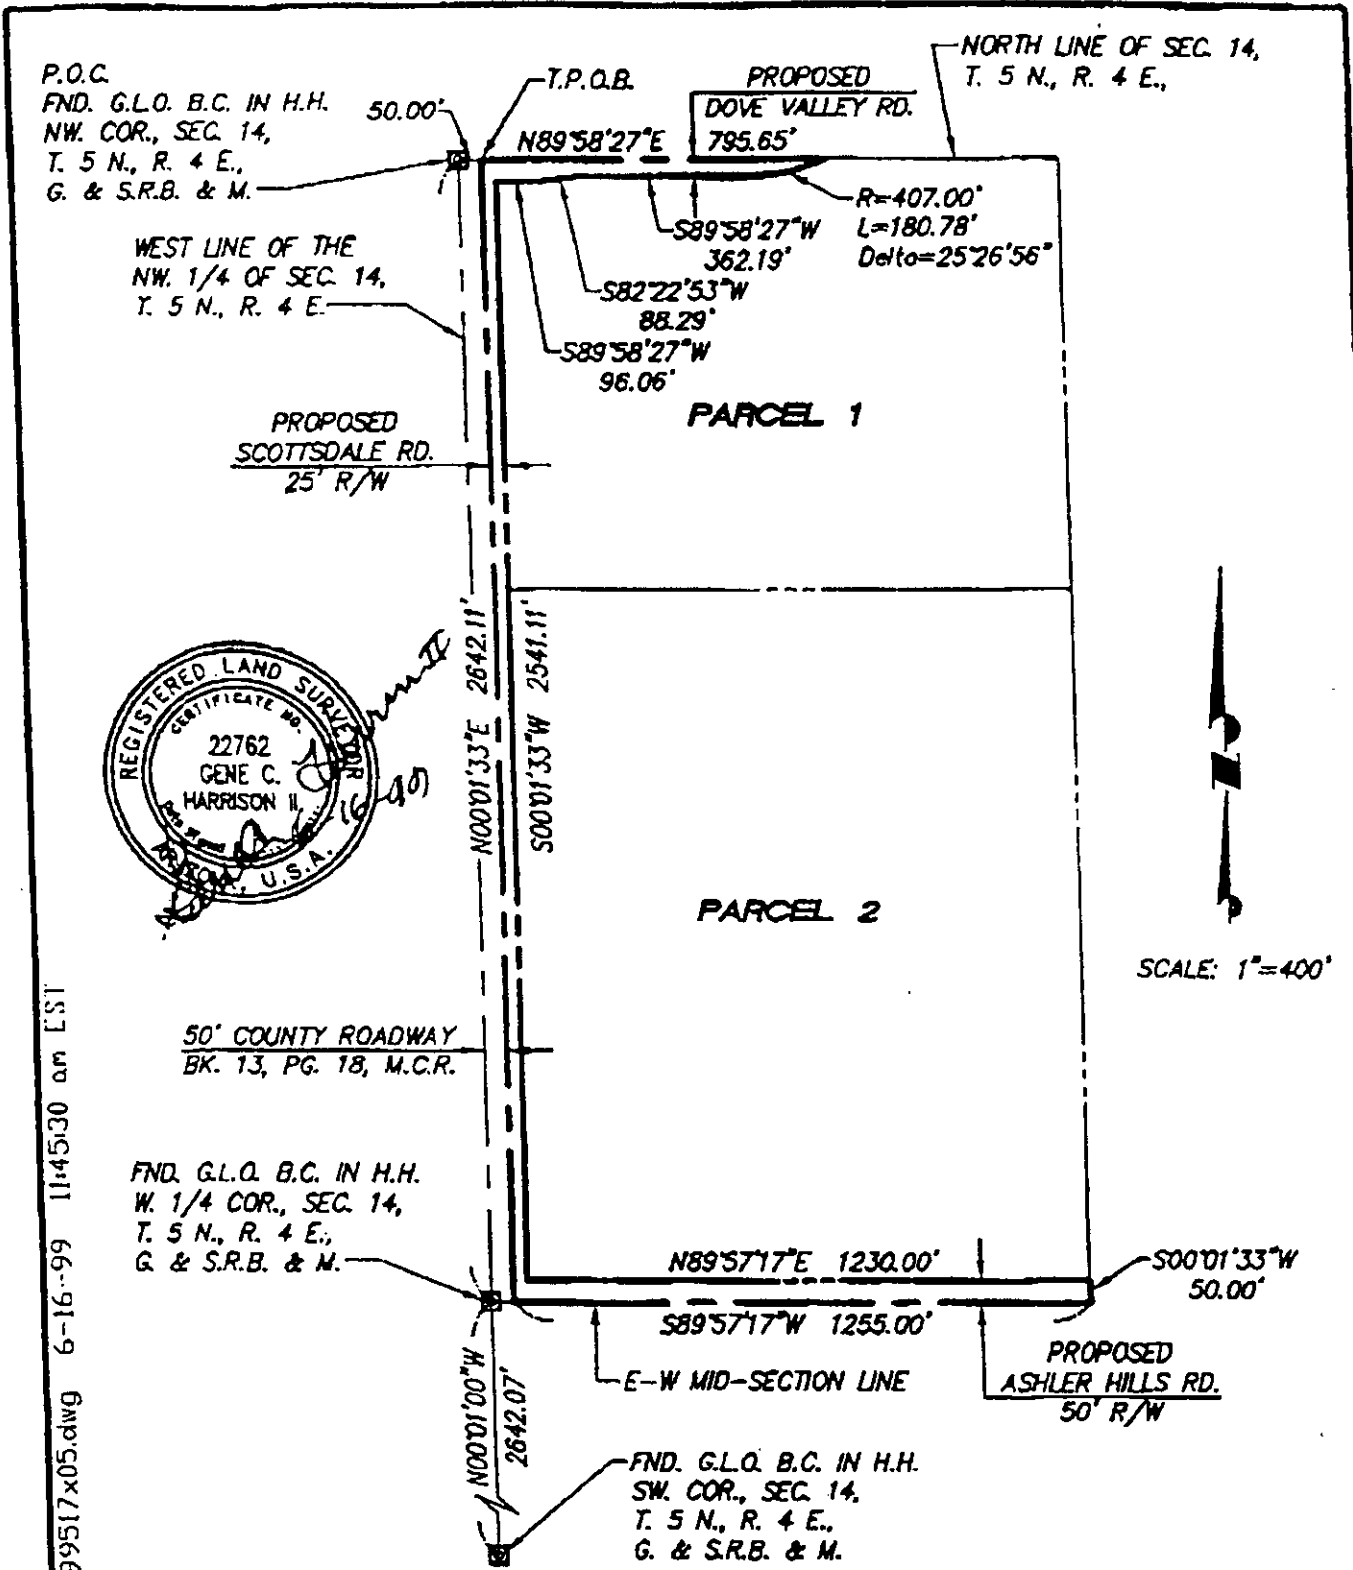 P.O.C.
FND. G.L.O. B.C. IN H.H.
NW. COR., SEC. 14,
T. 5 N., R. 4 E.,
G. & S.R.B. & M.
50.00'
T.P.O.B.
N89°58'27"E 795.65'
PROPOSED
DOVE VALLEY RD.
NORTH LINE OF SEC. 14,
T. 5 N., R. 4 E.,
R=407.00'
L=180.78'
Delta=25°26'56"
S89°58'27"W
362.19'
S82°22'53"W
88.29'
S89°58'27"W
96.06'
WEST LINE OF THE
NW. 1/4 OF SEC. 14,
T. 5 N., R. 4 E.
PARCEL 1
PROPOSED
SCOTTSDALE RD.
25' R/W
N00°01'33"E 2642.11'
S00°01'33"W 2541.11'
REGISTERED LAND SURVEYOR
CERTIFICATE NO.
22762
GENE C.
HARRISON II
ARIZONA, U.S.A.
PARCEL 2
SCALE: 1"=400'
50' COUNTY ROADWAY
BK. 13, PG. 18, M.C.R.
FND. G.L.O. B.C. IN H.H.
W. 1/4 COR., SEC. 14,
T. 5 N., R. 4 E.,
G. & S.R.B. & M.
N89°57'17"E 1230.00'
S00°01'33"W
50.00'
S89°57'17"W 1255.00'
E-W MID-SECTION LINE
PROPOSED
ASHLER HILLS RD.
50' R/W
N00°01'00"W
2642.07'
FND. G.L.O. B.C. IN H.H.
SW. COR., SEC. 14,
T. 5 N., R. 4 E.,
G. & S.R.B. & M.
99517x05.dwg 6-16-99 11:45:30 am EST